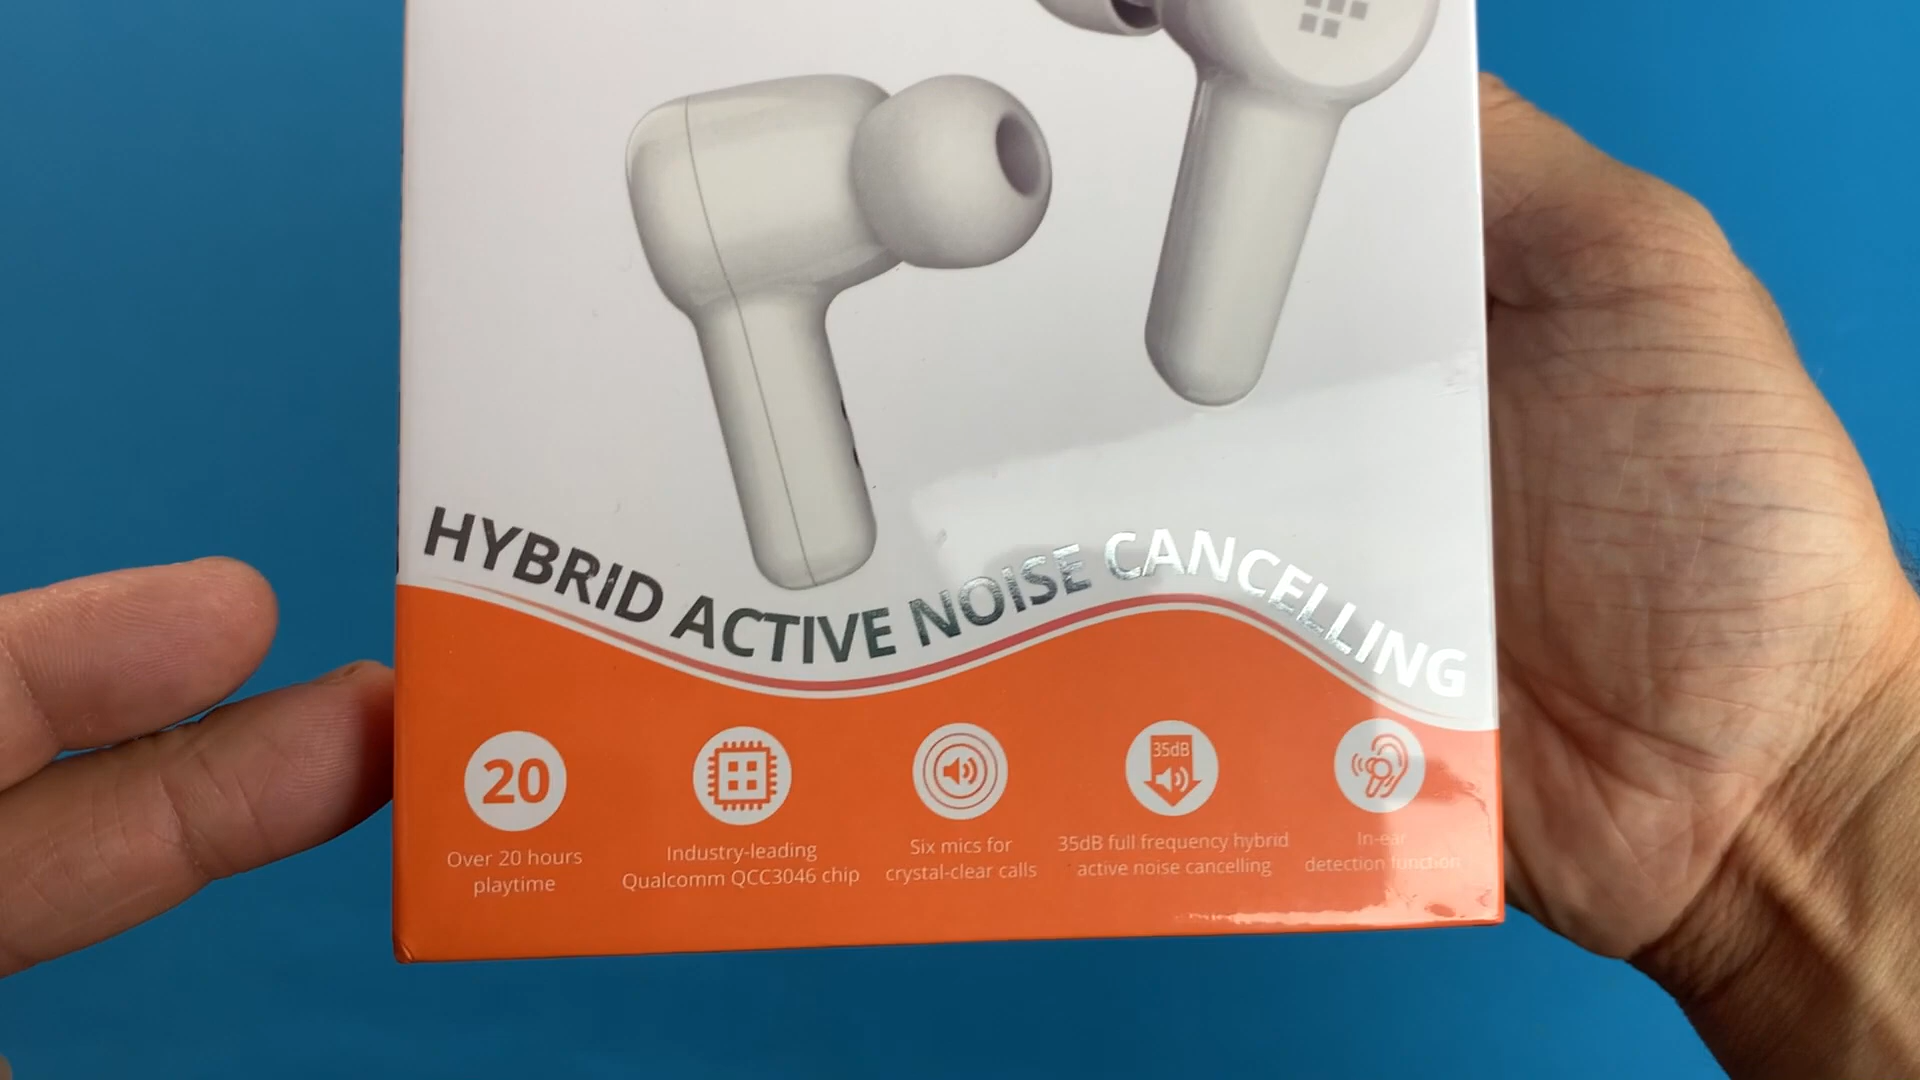 HYBRID ACTIVE NOISE CANCELLING
20
35dB
Over 20 hours
playtime
Industry-leading
Qualcomm QCC3046 chip
Six mics for
crystal-clear calls
35dB full frequency hybrid
active noise cancelling
In-ear
detection function